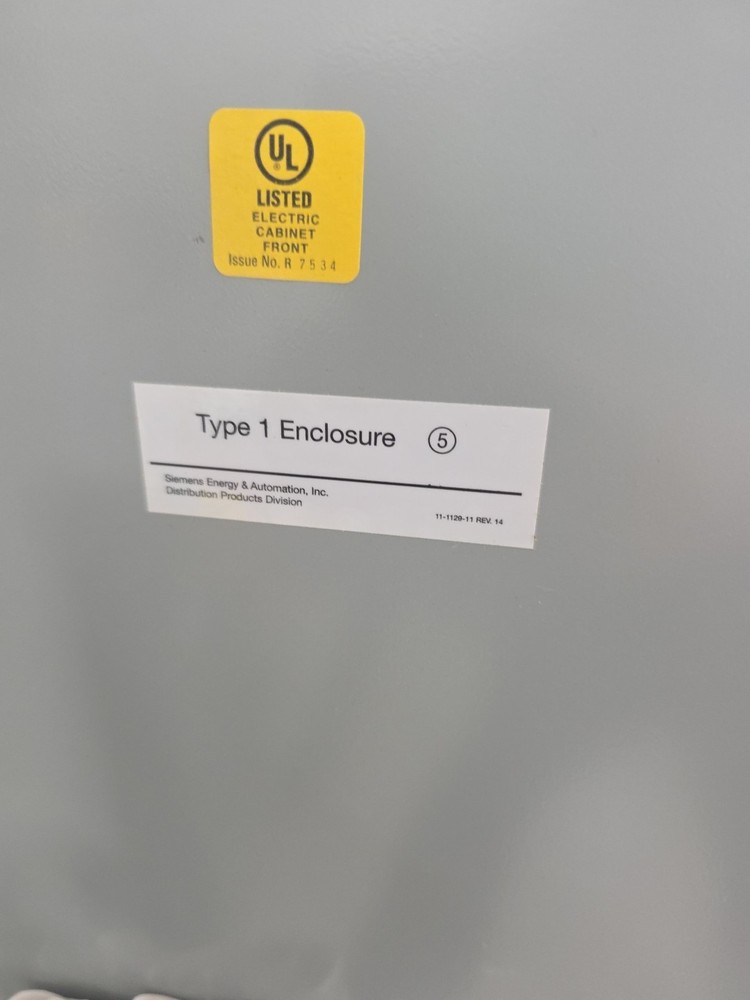 UL
®
LISTED
ELECTRIC
CABINET
FRONT
Issue No. R 7534
Type 1 Enclosure ⑤
Siemens Energy & Automation, Inc.
Distribution Products Division
11-1129-11 REV. 14